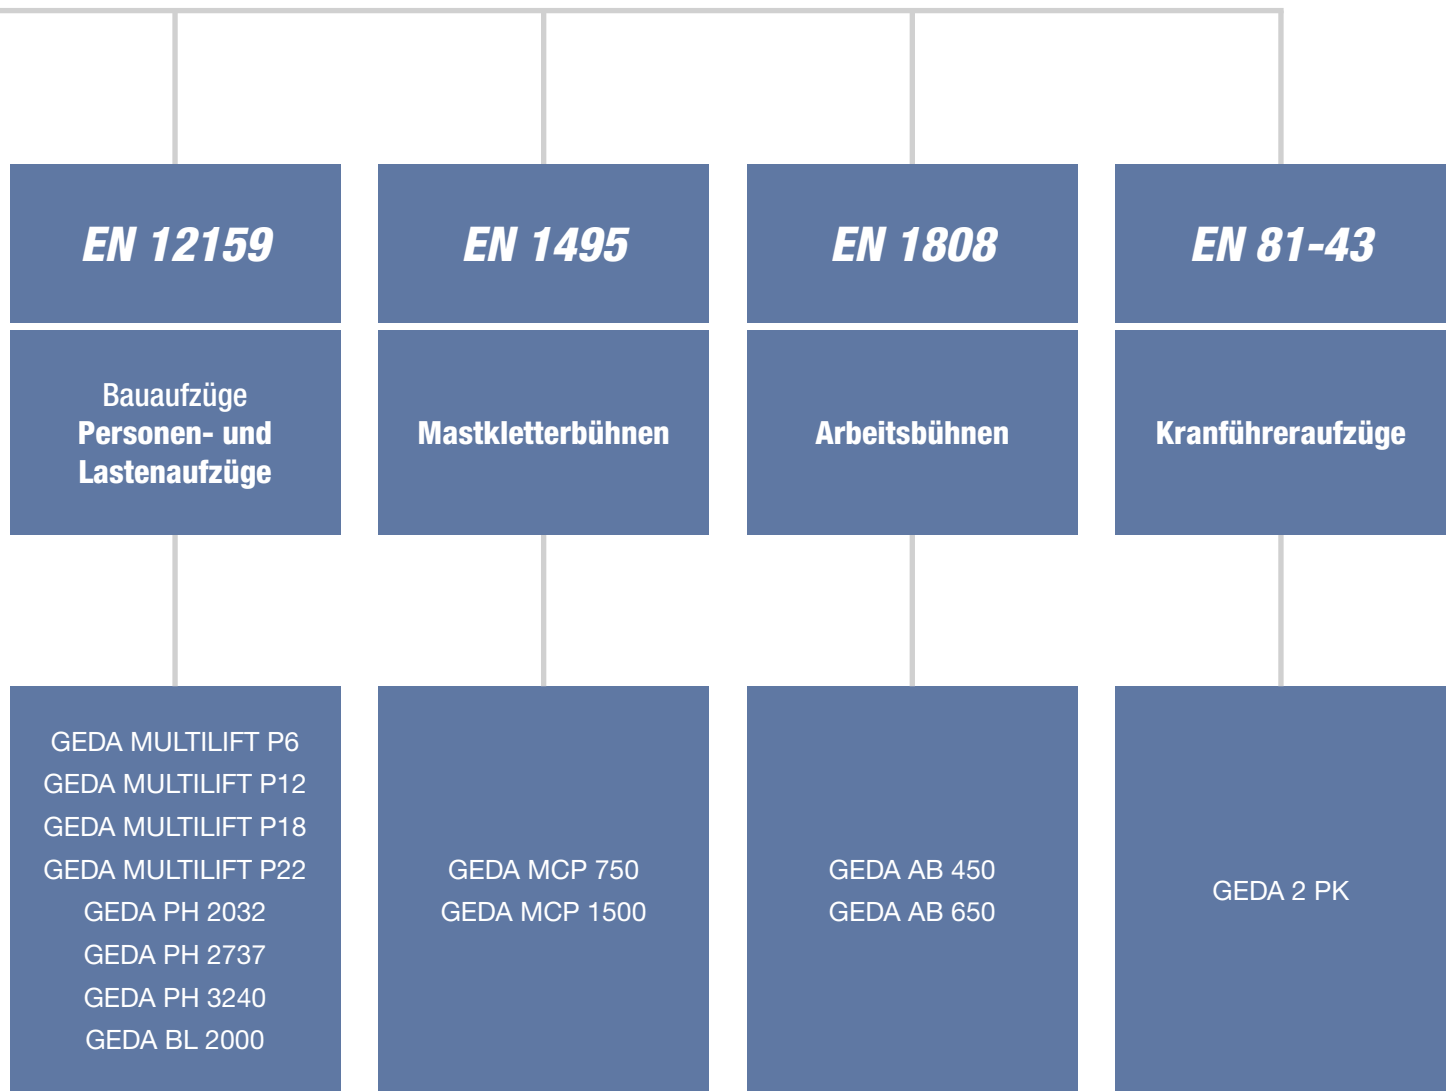 EN 12159
Bauaufzüge
Personen- und
Lastenaufzüge
GEDA MULTILIFT P6
GEDA MULTILIFT P12
GEDA MULTILIFT P18
GEDA MULTILIFT P22
GEDA PH 2032
GEDA PH 2737
GEDA PH 3240
GEDA BL 2000
EN 1495
Mastkletterbühnen
GEDA MCP 750
GEDA MCP 1500
EN 1808
Arbeitsbühnen
GEDA AB 450
GEDA AB 650
EN 81-43
Kranführeraufzüge
GEDA 2 PK